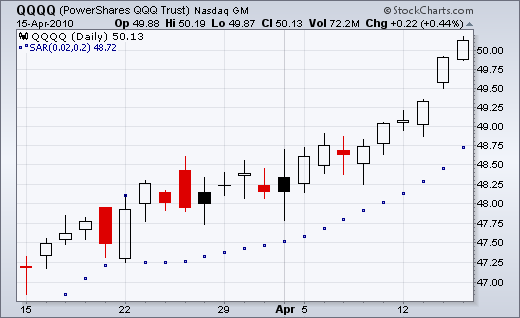 QQQQ (PowerShares QQQ Trust) Nasdaq GM © StockCharts.com
15-Apr-2010 Op 49.88 Hi 50.19 Lo 49.87 Cl 50.13 Vol 72.2M Chg +0.22 (+0.44%)
QQQQ (Daily) 50.13
SAR(0.02,0.2) 48.72
50.00
49.75
49.50
49.25
49.00
48.75
48.50
48.25
48.00
47.75
47.50
47.25
47.00
15 22 29 Apr 5 12